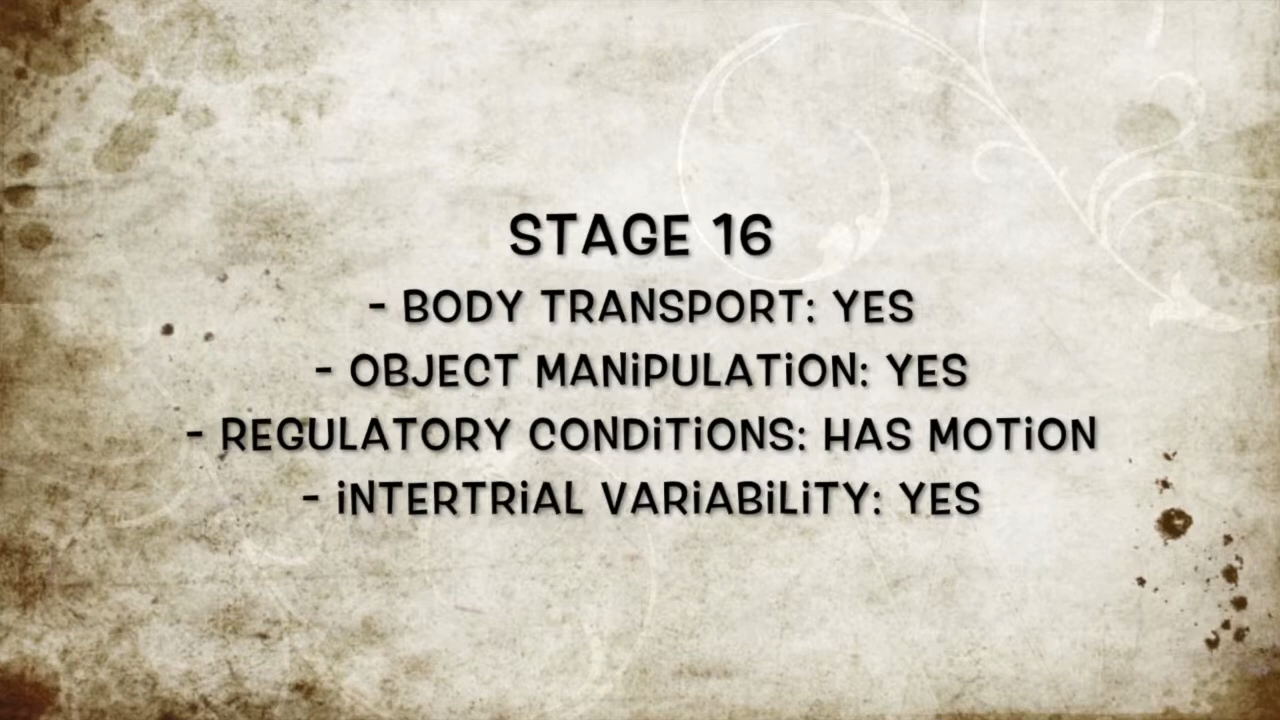 STAGE 16
- BODY TRANSPORT: YES
- OBJECT MANiPULATiON: YES
- REGULATORY CONDiTiONS: HAS MOTiON
- iNTERTRiAL VARiABiLiTY: YES